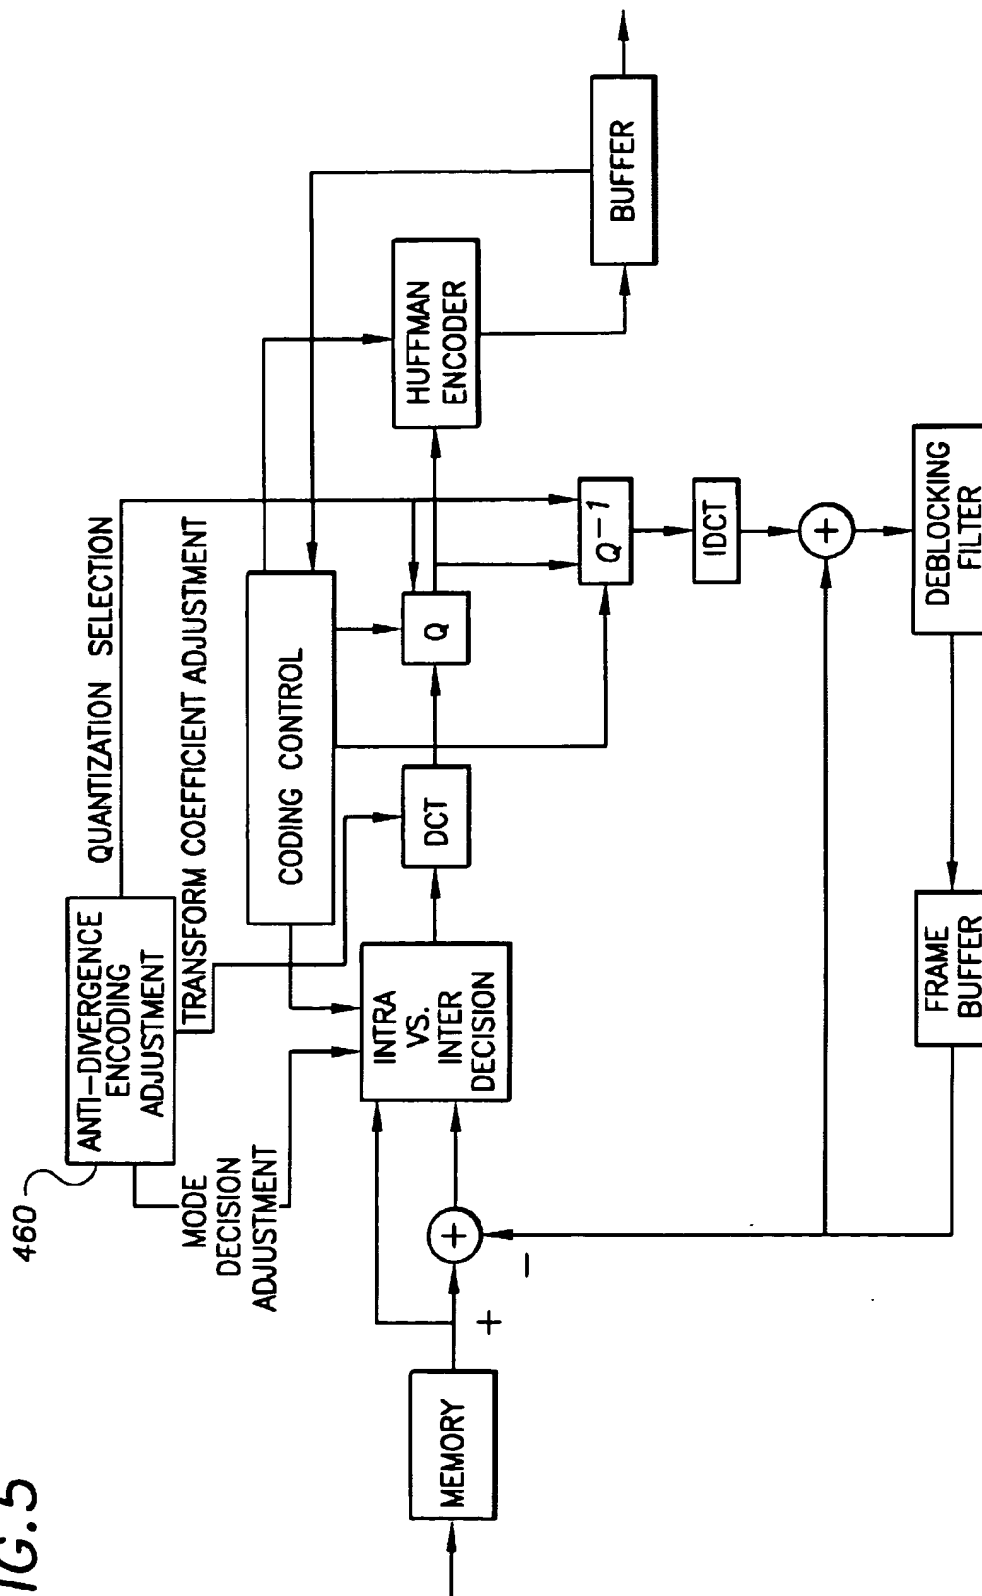 IG.5
460
ANTI-DIVERGENCE
ENCODING
ADJUSTMENT
QUANTIZATION SELECTION
TRANSFORM COEFFICIENT ADJUSTMENT
MODE
DECISION
ADJUSTMENT
CODING CONTROL
MEMORY
+
+
−
INTRA
VS.
INTER
DECISION
DCT
Q
HUFFMAN
ENCODER
BUFFER
Q-1
IDCT
+
DEBLOCKING
FILTER
FRAME
BUFFER